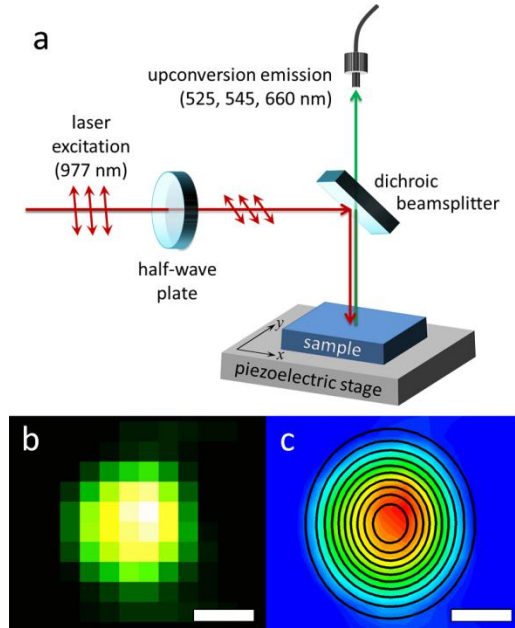 a
upconversion emission
(525, 545, 660 nm)
laser
excitation
(977 nm)
dichroic
beamsplitter
half-wave
plate
y
x
sample
piezoelectric stage
b
c